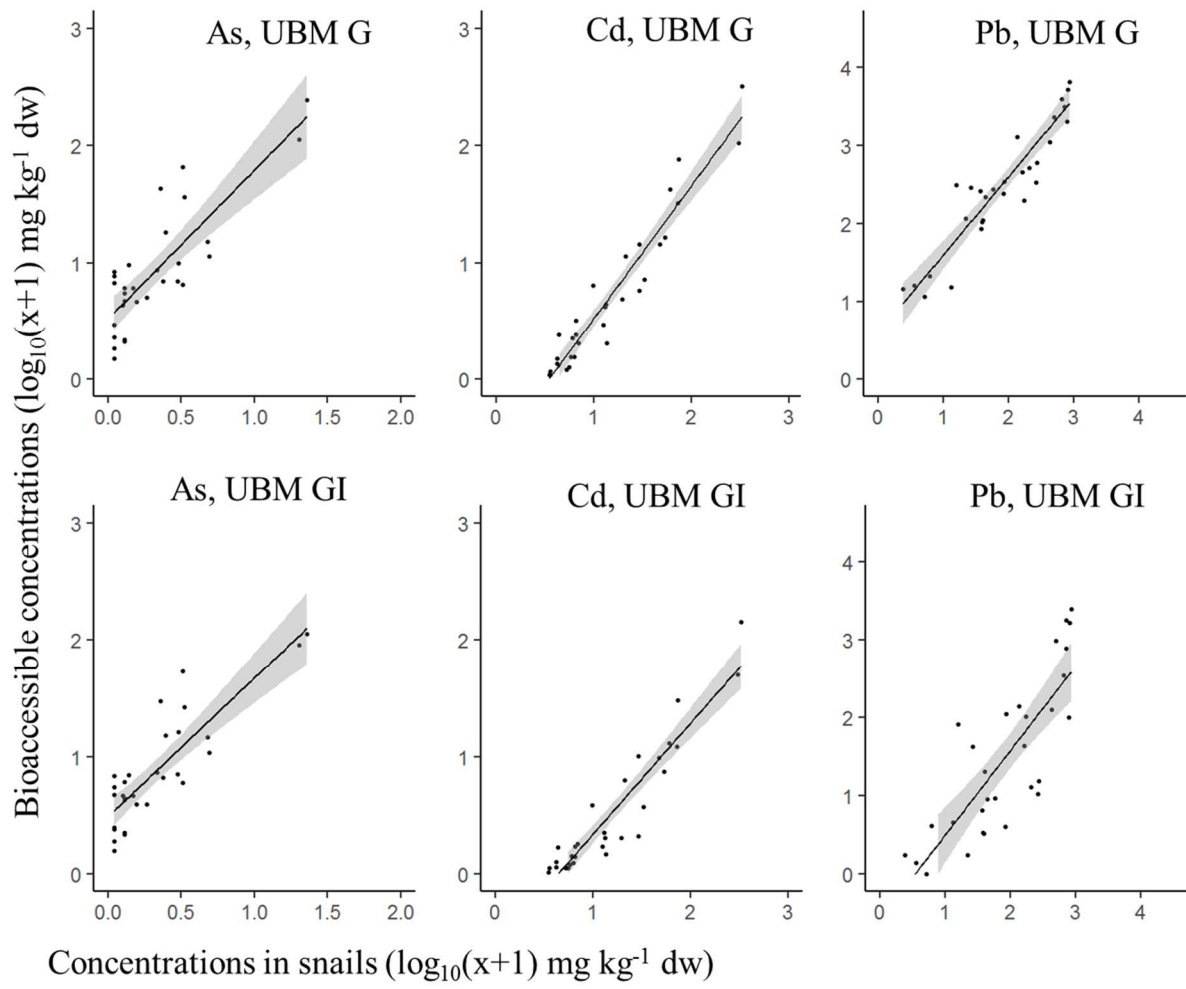 Bioaccessible concentrations (log10(x+1) mg kg-1 dw)
As, UBM G
3
2
1
0
0.0 0.5 1.0 1.5 2.0
Cd, UBM G
3
2
1
0
0 1 2 3
Pb, UBM G
4
3
2
1
0
0 1 2 3 4
As, UBM GI
3
2
1
0
0.0 0.5 1.0 1.5 2.0
Cd, UBM GI
3
2
1
0
0 1 2 3
Pb, UBM GI
4
3
2
1
0
0 1 2 3 4
Concentrations in snails (log10(x+1) mg kg-1 dw)